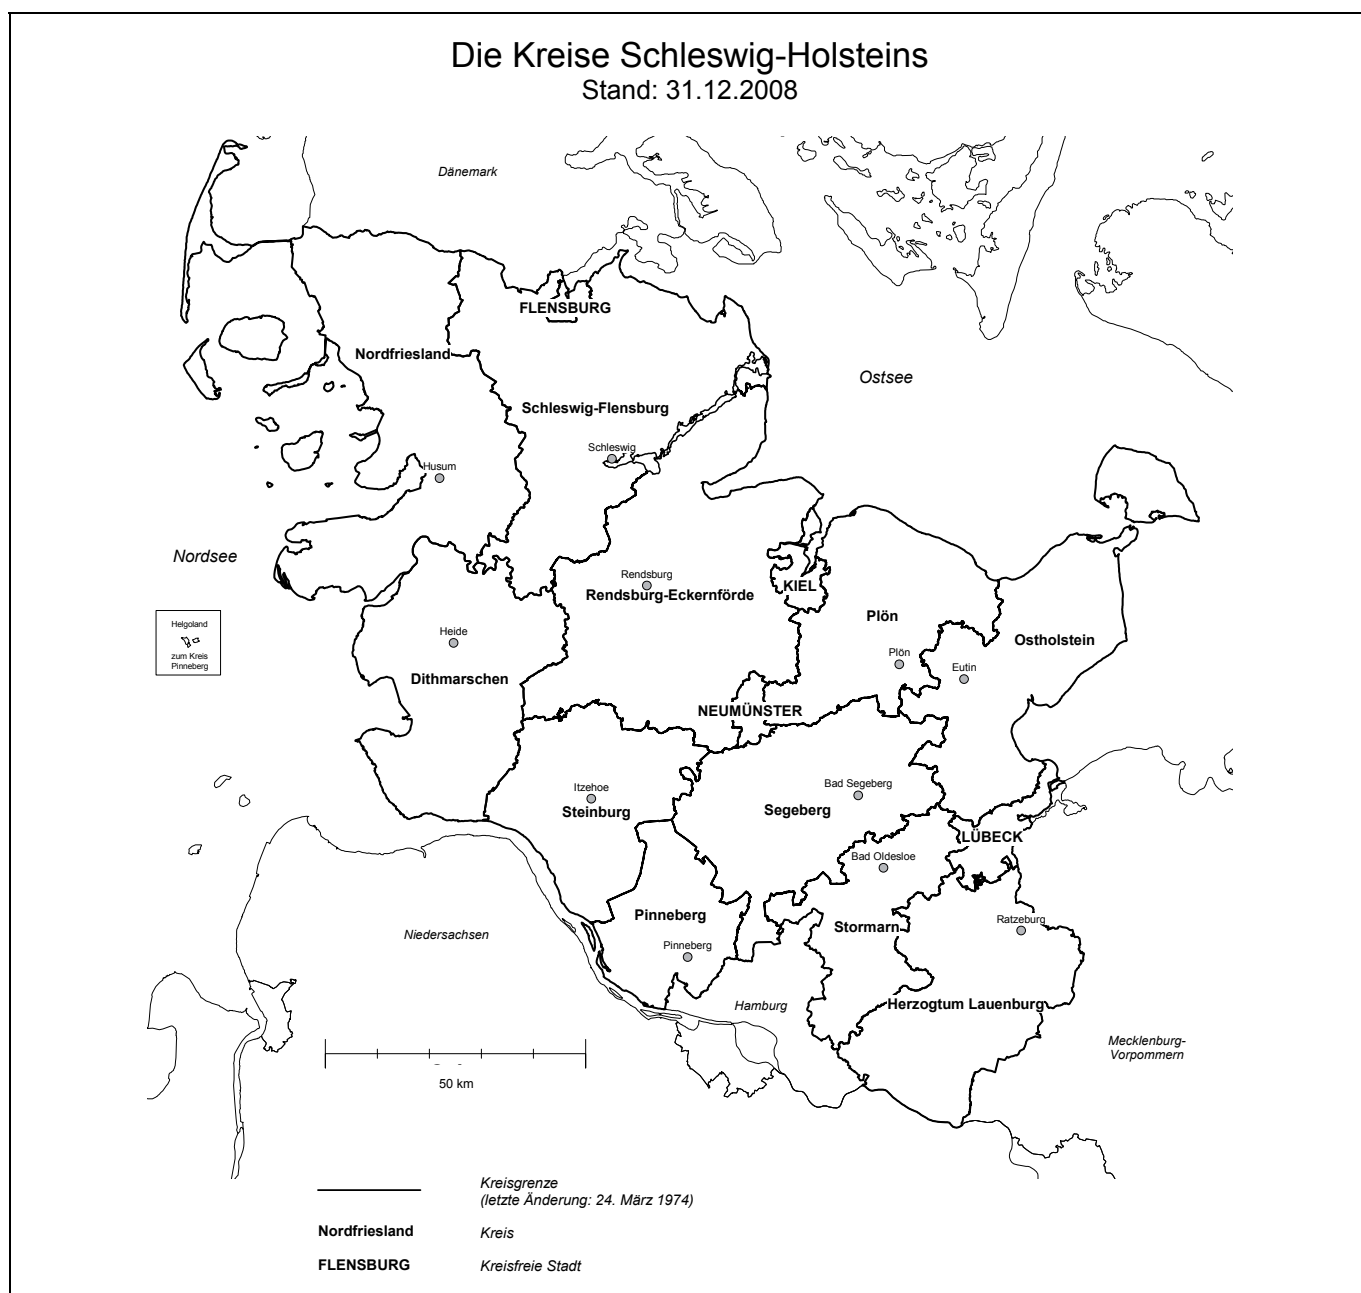 Die Kreise Schleswig-Holsteins
Stand: 31.12.2008
Dänemark
FLENSBURG
Nordfriesland
Ostsee
Schleswig-Flensburg
Schleswig
Husum
Nordsee
Rendsburg
Rendsburg-Eckernförde
KIEL
Plön
Helgoland
zum Kreis
Pinneberg
Heide
Ostholstein
Plön
Eutin
Dithmarschen
NEUMÜNSTER
Itzehoe
Steinburg
Bad Segeberg
Segeberg
LÜBECK
Bad Oldesloe
Pinneberg
Stormarn
Ratzeburg
Niedersachsen
Pinneberg
Hamburg
Herzogtum Lauenburg
Mecklenburg-
Vorpommern
50 km
Kreisgrenze
(letzte Änderung: 24. März 1974)
Nordfriesland Kreis
FLENSBURG Kreisfreie Stadt